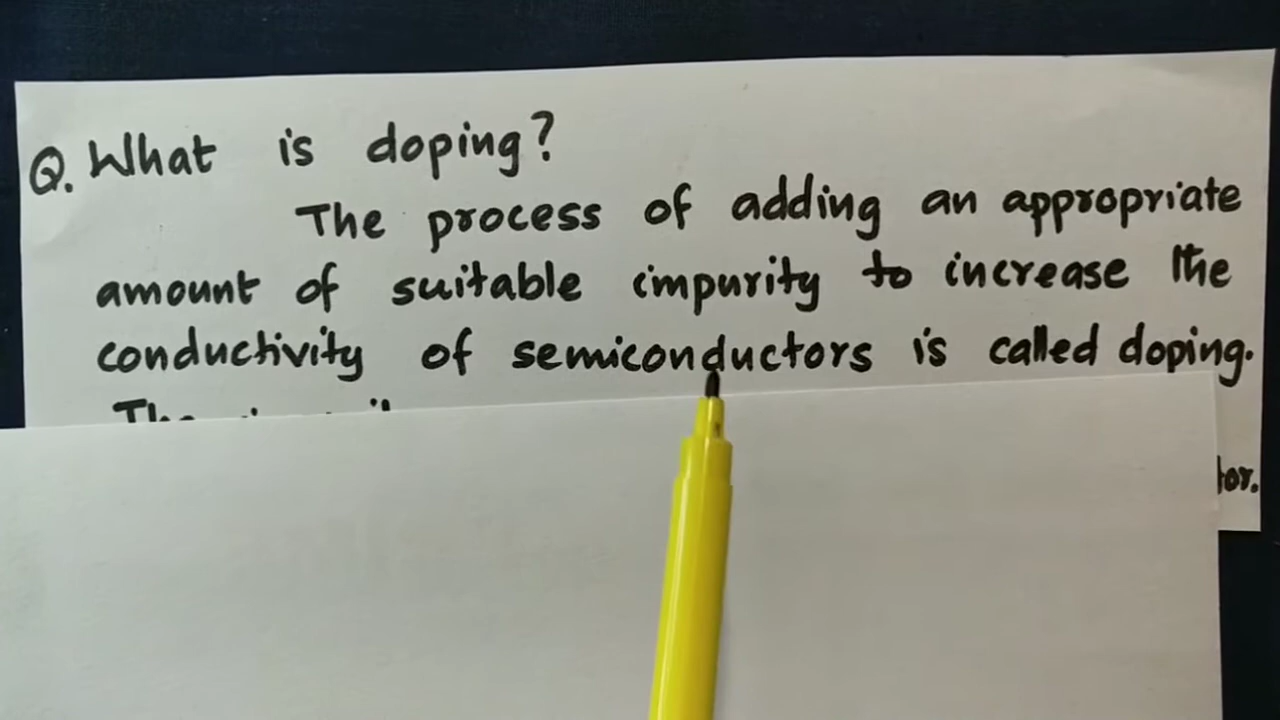 Q. What is doping?
The process of adding an appropriate
amount of suitable impurity to increase the
conductivity of semiconductors is called doping.